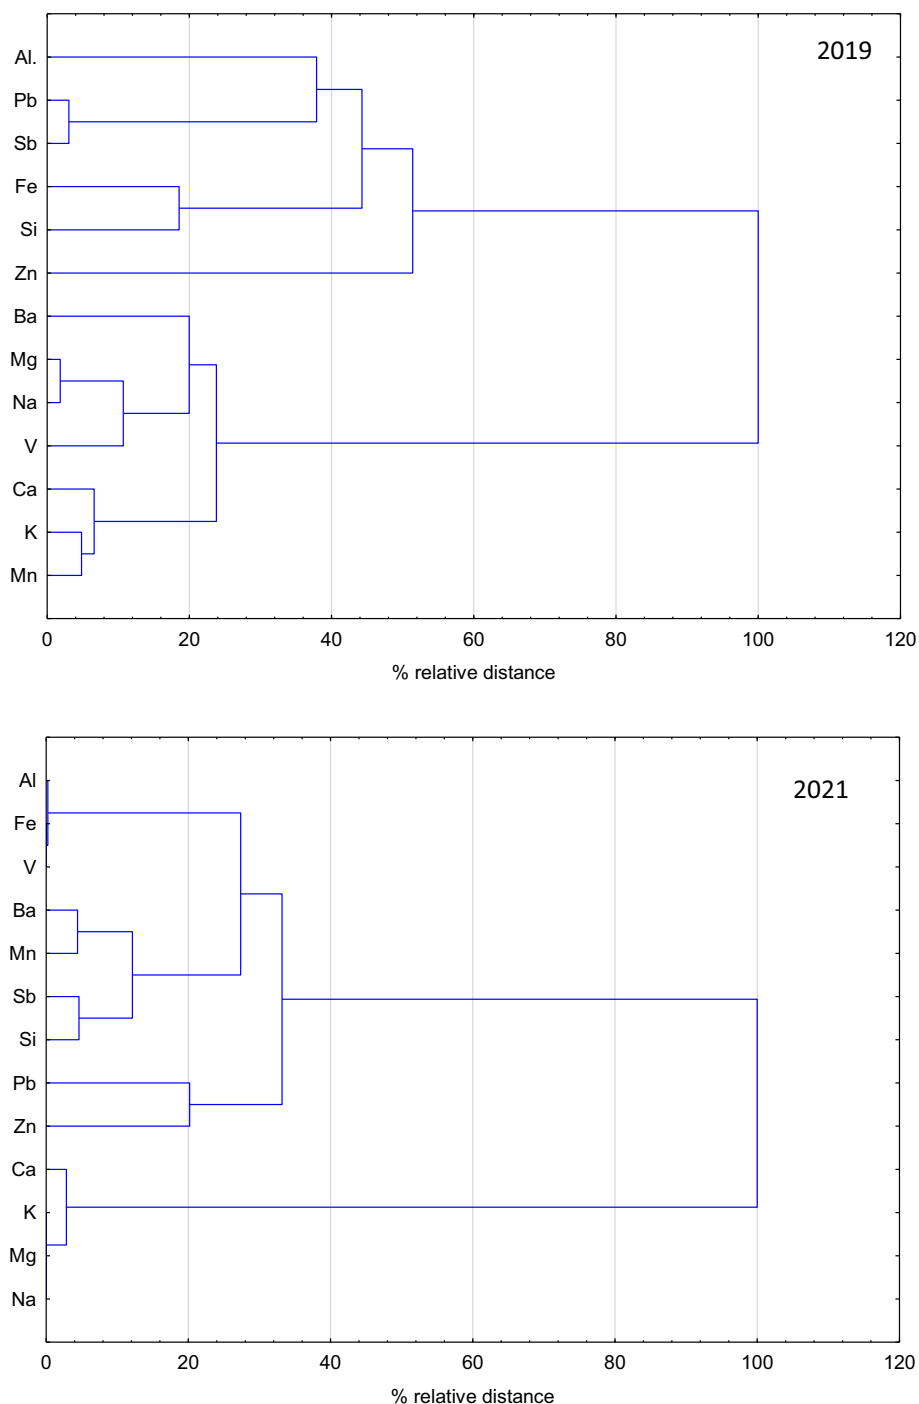 2019
Al.
Pb
Sb
Fe
Si
Zn
Ba
Mg
Na
V
Ca
K
Mn
0 20 40 60 80 100 120
% relative distance
2021
Al
Fe
V
Ba
Mn
Sb
Si
Pb
Zn
Ca
K
Mg
Na
0 20 40 60 80 100 120
% relative distance